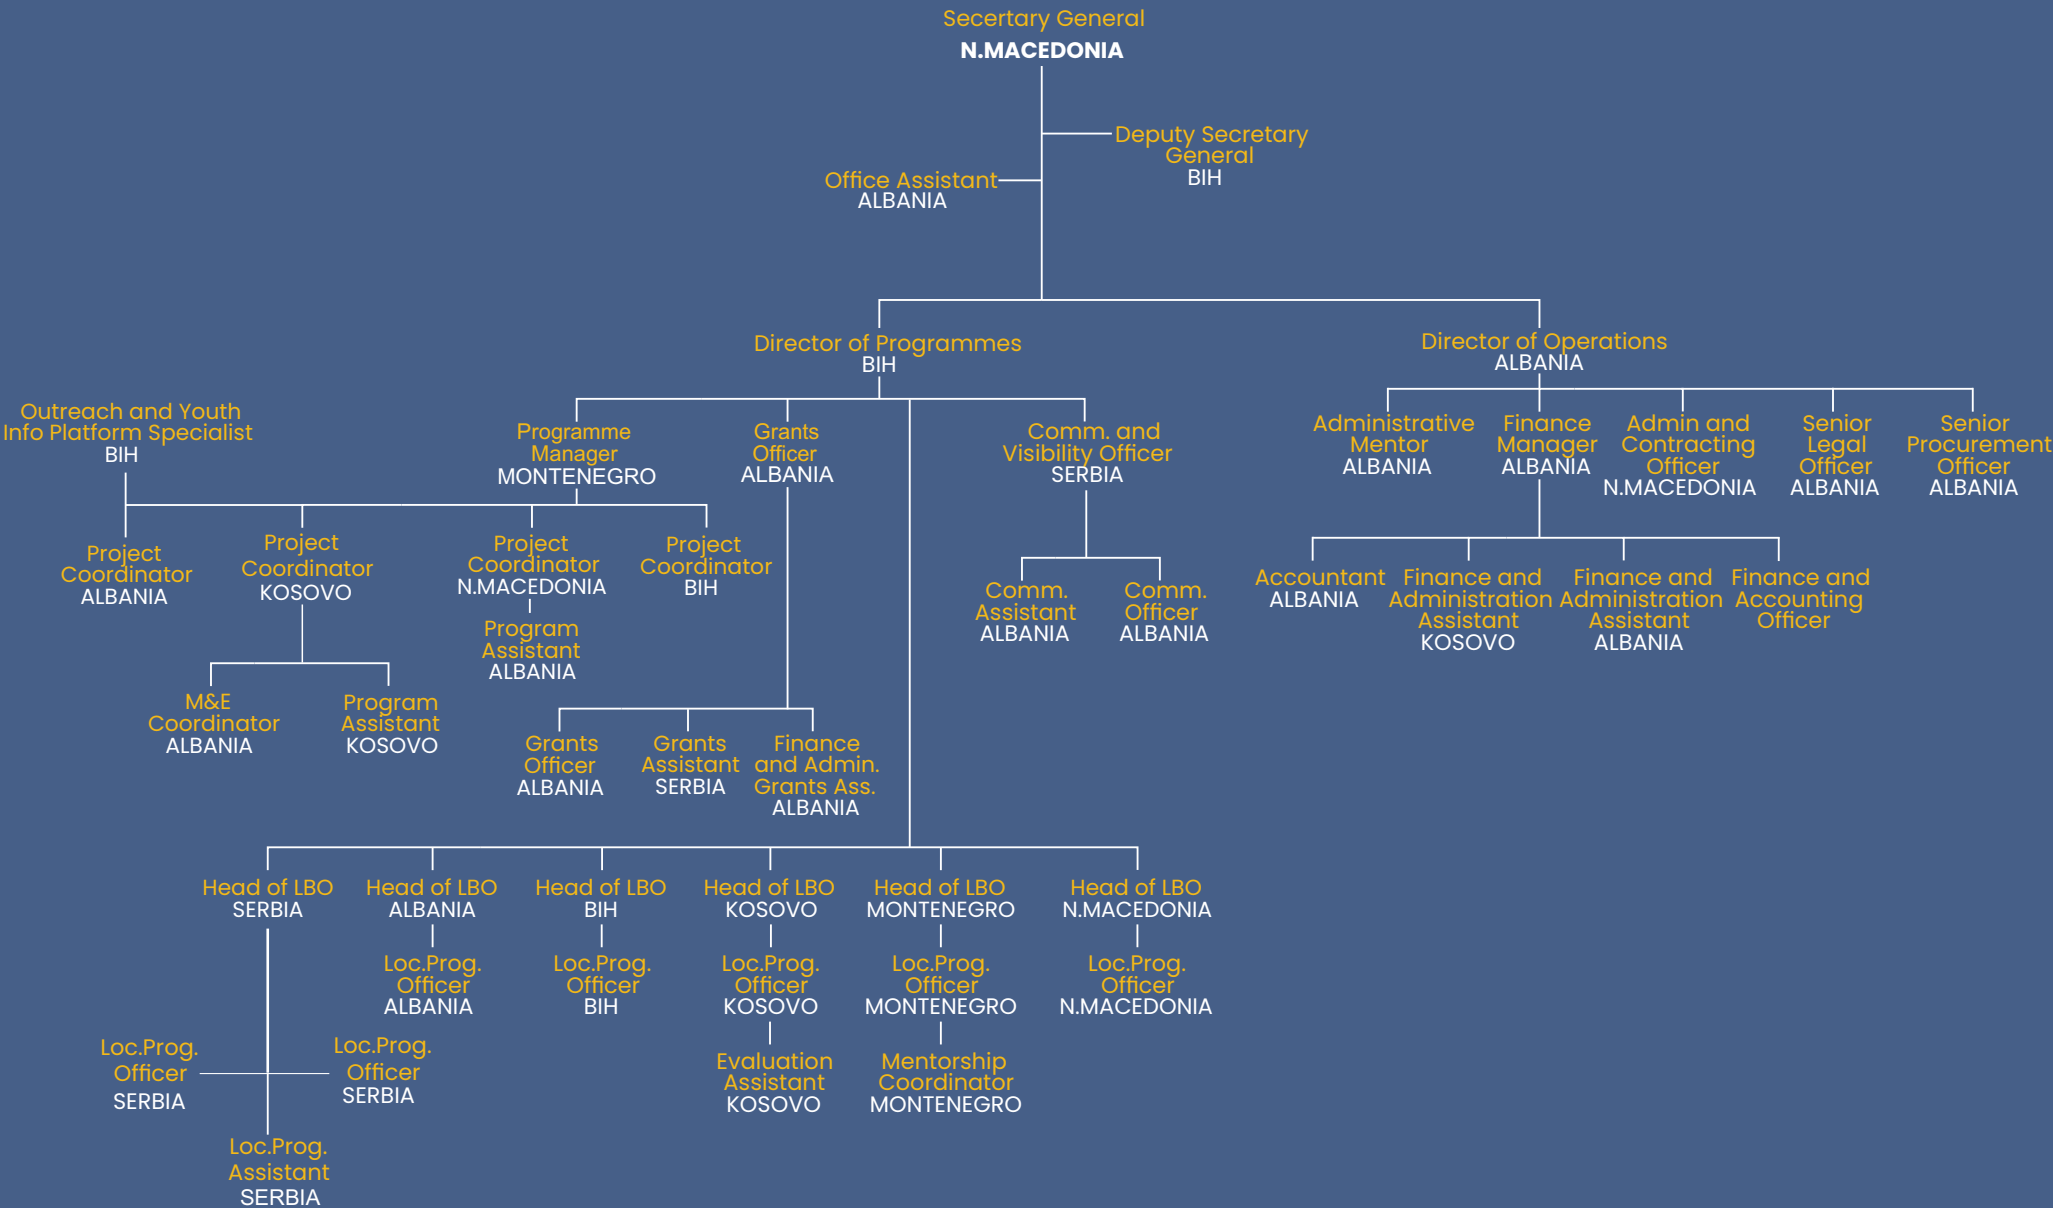 Secertary General
N.MACEDONIA
Deputy Secretary
General
BIH
Office Assistant
ALBANIA
Director of Programmes
BIH
Director of Operations
ALBANIA
Outreach and Youth
Info Platform Specialist
BIH
Programme
Manager
MONTENEGRO
Grants
Officer
ALBANIA
Comm. and
Visibility Officer
SERBIA
Administrative
Mentor
ALBANIA
Finance
Manager
ALBANIA
Admin and
Contracting
Officer
N.MACEDONIA
Senior
Legal
Officer
ALBANIA
Senior
Procurement
Officer
ALBANIA
Project
Coordinator
ALBANIA
Project
Coordinator
KOSOVO
Project
Coordinator
N.MACEDONIA
Project
Coordinator
BIH
Program
Assistant
ALBANIA
Comm.
Assistant
ALBANIA
Comm.
Officer
ALBANIA
Accountant
ALBANIA
Finance and
Administration
Assistant
KOSOVO
Finance and
Administration
Assistant
ALBANIA
Finance and
Accounting
Officer
M&E
Coordinator
ALBANIA
Program
Assistant
KOSOVO
Grants
Officer
ALBANIA
Grants
Assistant
SERBIA
Finance
and Admin.
Grants Ass.
ALBANIA
Head of LBO
SERBIA
Head of LBO
ALBANIA
Head of LBO
BIH
Head of LBO
KOSOVO
Head of LBO
MONTENEGRO
Head of LBO
N.MACEDONIA
Loc.Prog.
Officer
ALBANIA
Loc.Prog.
Officer
BIH
Loc.Prog.
Officer
KOSOVO
Loc.Prog.
Officer
MONTENEGRO
Loc.Prog.
Officer
N.MACEDONIA
Loc.Prog.
Officer
SERBIA
Loc.Prog.
Officer
SERBIA
Evaluation
Assistant
KOSOVO
Mentorship
Coordinator
MONTENEGRO
Loc.Prog.
Assistant
SERBIA